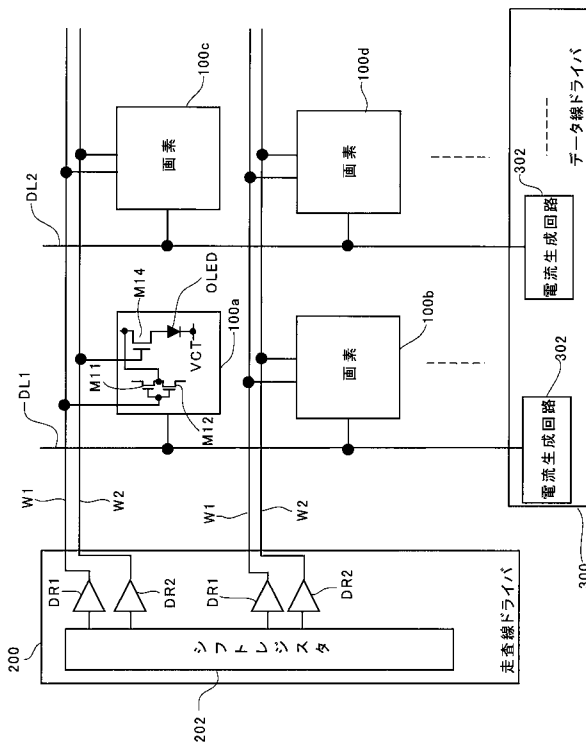 200
202
シフトレジスタ
走査線ドライバ
DR1
DR2
DR1
DR2
W1
W2
W1
W2
DL1
DL2
M11
M12
M14
OLED
VCT
100a
100b
画素
100c
画素
100d
画素
302
電流生成回路
302
電流生成回路
データ線ドライバ
300